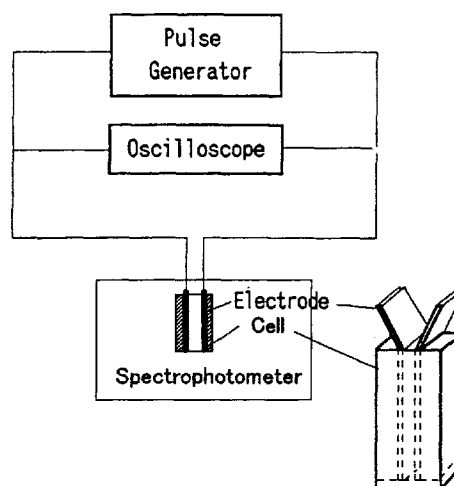 Pulse
Generator
Oscilloscope
Electrode
Cell
Spectrophotometer